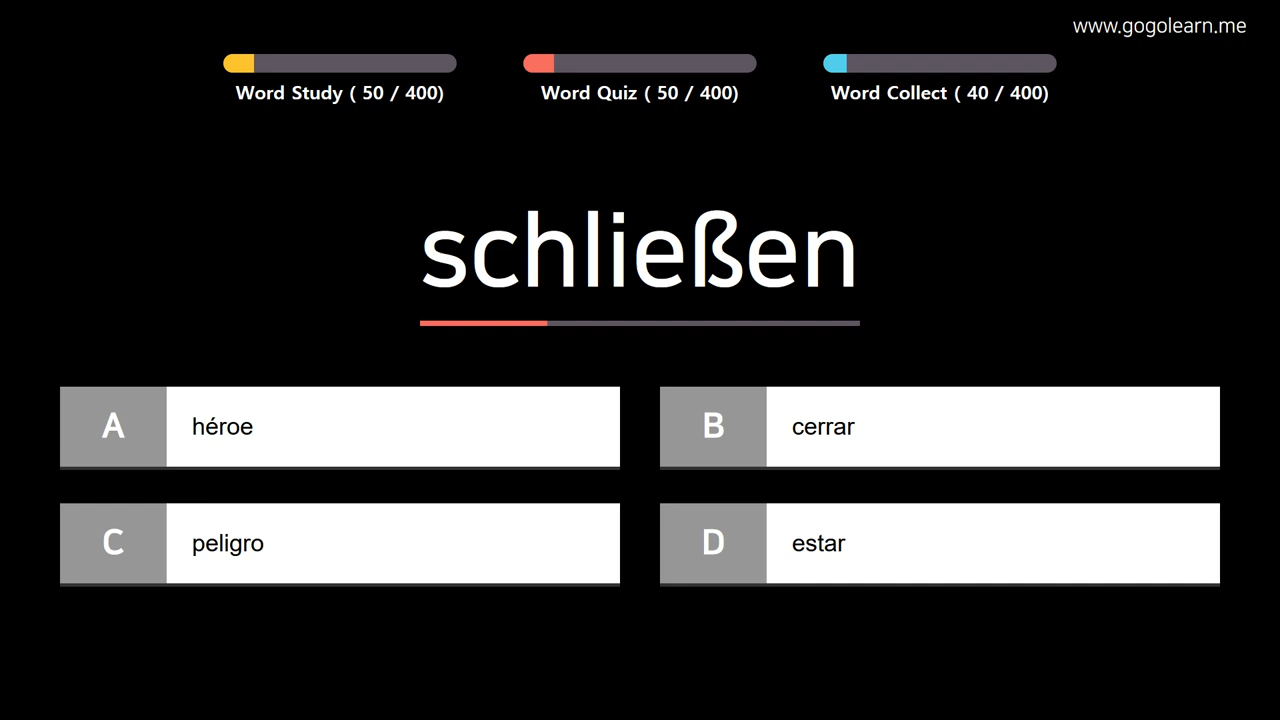 www.gogolearn.me
Word Study ( 50 / 400)
Word Quiz ( 50 / 400)
Word Collect ( 40 / 400)
schließen
A
héroe
B
cerrar
C
peligro
D
estar